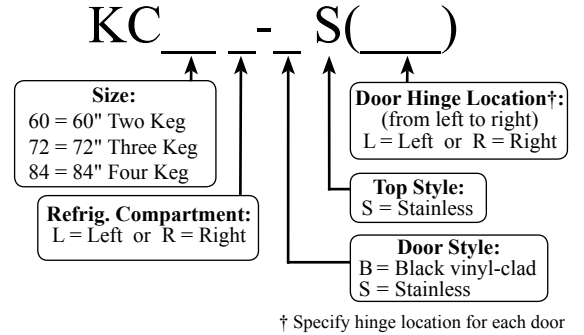 KC__ _-_ S(___)
Size:
60 = 60" Two Keg
72 = 72" Three Keg
84 = 84" Four Keg
Refrig. Compartment:
L = Left or R = Right
Door Hinge Location†:
(from left to right)
L = Left or R = Right
Top Style:
S = Stainless
Door Style:
B = Black vinyl-clad
S = Stainless
† Specify hinge location for each door